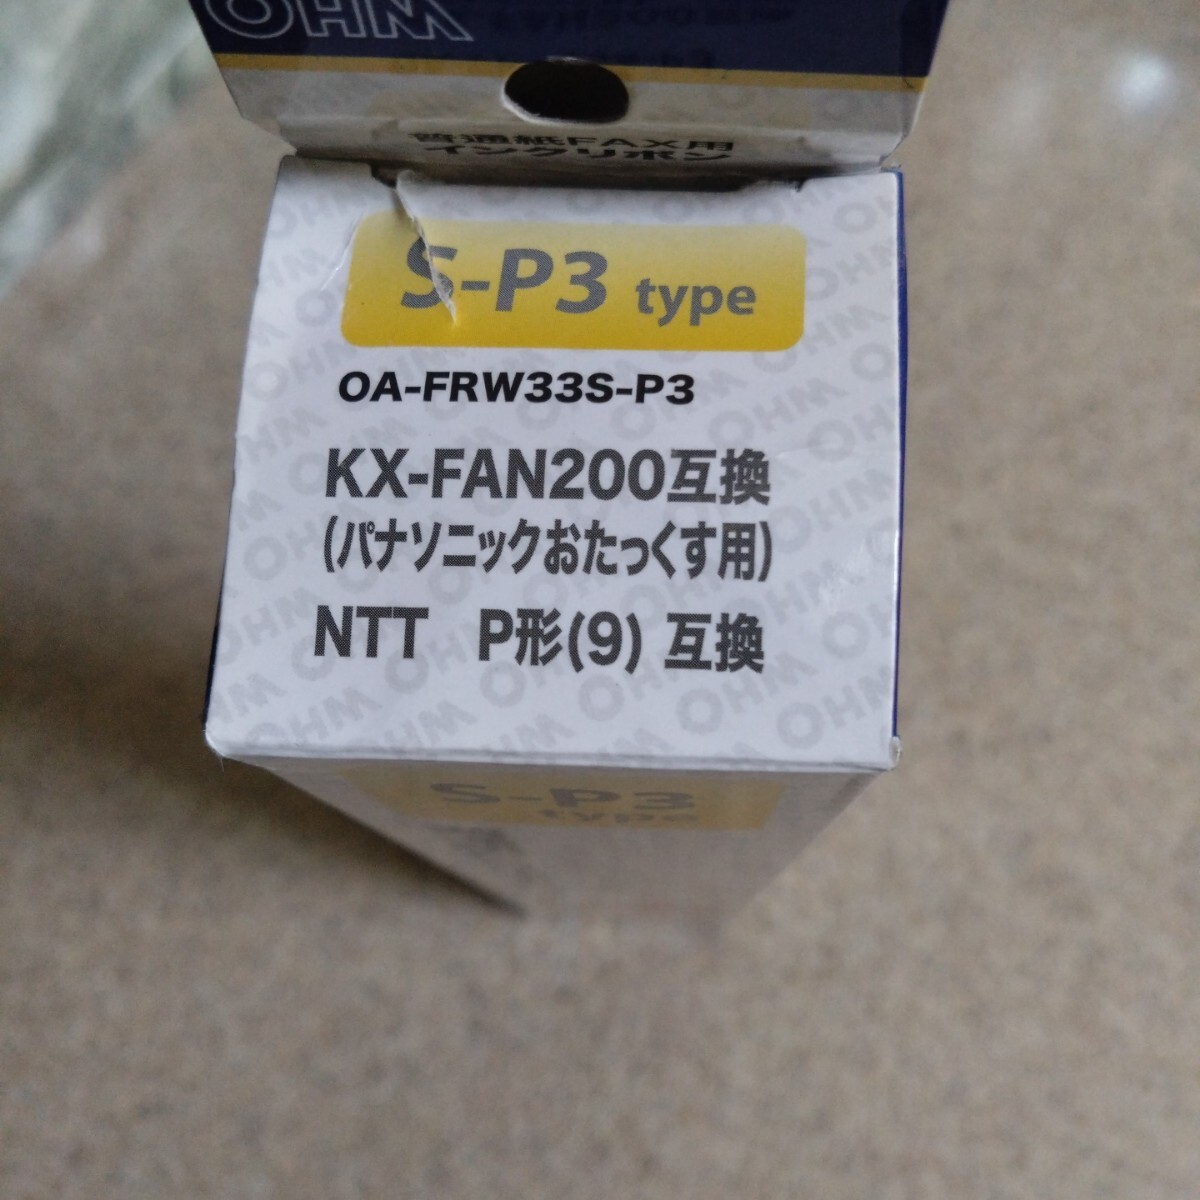 OHM
普通紙FAX用
インクリボン
S-P3 type
OA-FRW33S-P3
KX-FAN200互換
(パナソニックおたっくす用)
NTT P形(9) 互換
S-P3
type